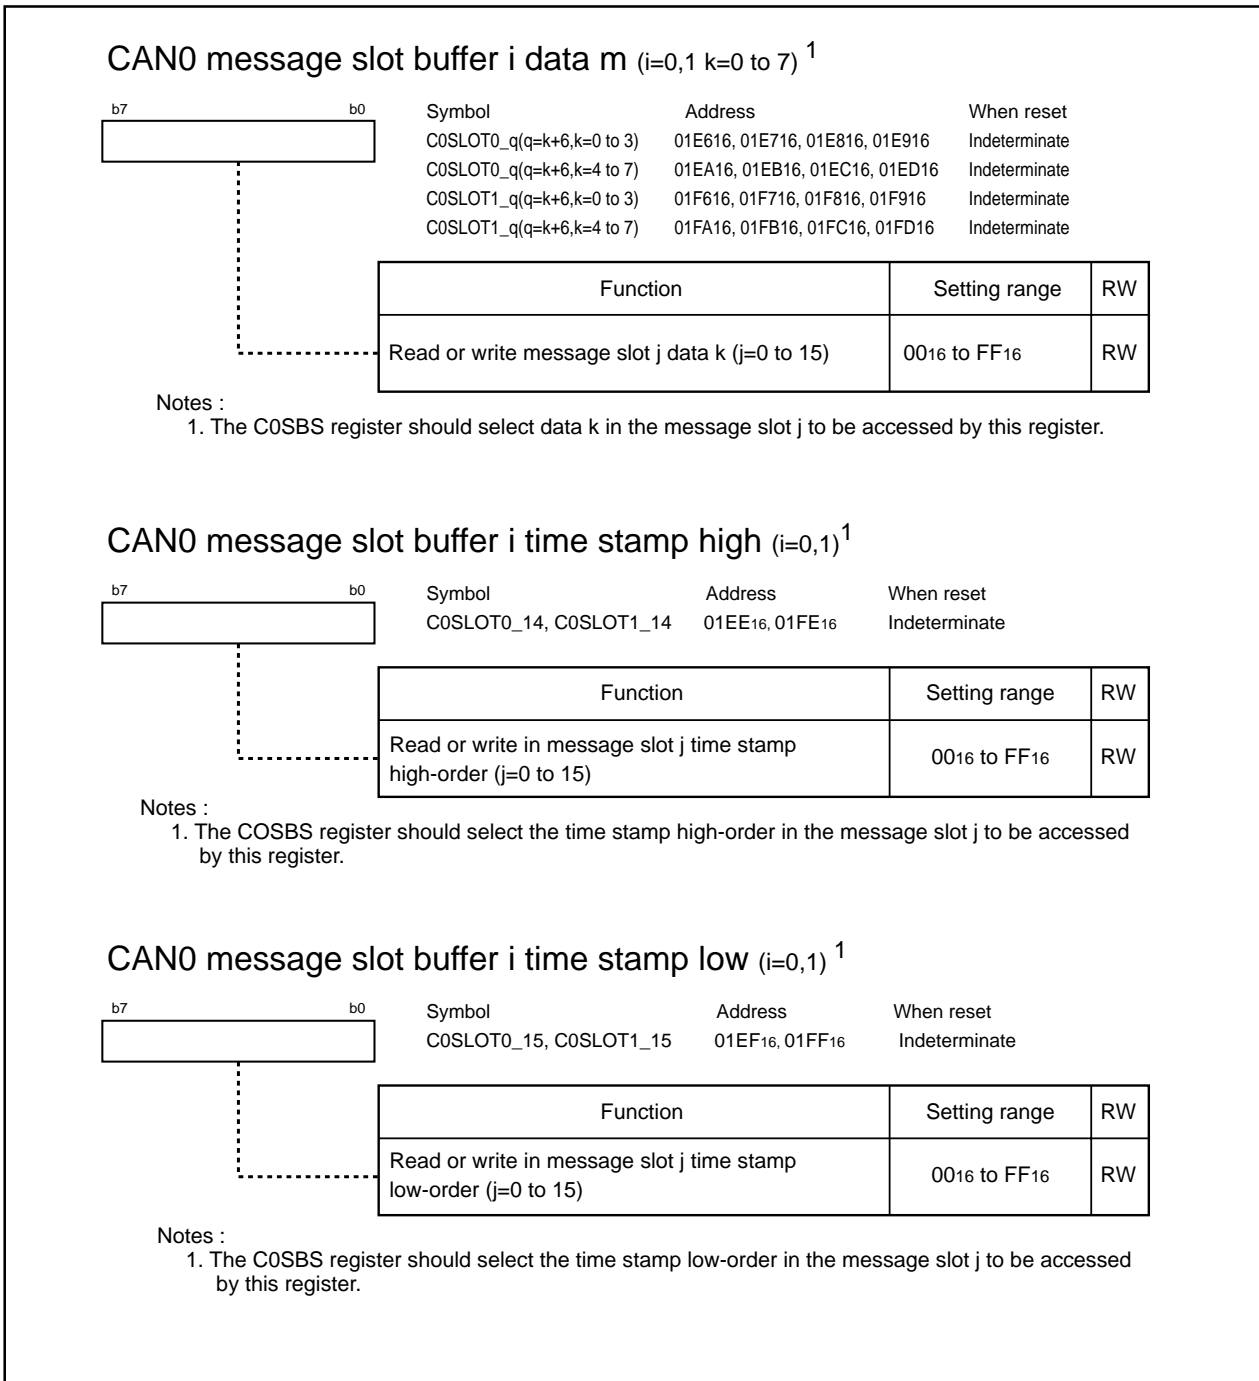 CAN0 message slot buffer i data m (i=0,1 k=0 to 7) 1
b7 b0 Symbol Address When reset
C0SLOT0_q(q=k+6,k=0 to 3) 01E616, 01E716, 01E816, 01E916 Indeterminate
C0SLOT0_q(q=k+6,k=4 to 7) 01EA16, 01EB16, 01EC16, 01ED16 Indeterminate
C0SLOT1_q(q=k+6,k=0 to 3) 01F616, 01F716, 01F816, 01F916 Indeterminate
C0SLOT1_q(q=k+6,k=4 to 7) 01FA16, 01FB16, 01FC16, 01FD16 Indeterminate
Function Setting range RW
Read or write message slot j data k (j=0 to 15) 0016 to FF16 RW
Notes :
1. The C0SBS register should select data k in the message slot j to be accessed by this register.
CAN0 message slot buffer i time stamp high (i=0,1) 1
b7 b0 Symbol Address When reset
C0SLOT0_14, C0SLOT1_14 01EE16, 01FE16 Indeterminate
Function Setting range RW
Read or write in message slot j time stamp
high-order (j=0 to 15) 0016 to FF16 RW
Notes :
1. The COSBS register should select the time stamp high-order in the message slot j to be accessed
by this register.
CAN0 message slot buffer i time stamp low (i=0,1) 1
b7 b0 Symbol Address When reset
C0SLOT0_15, C0SLOT1_15 01EF16, 01FF16 Indeterminate
Function Setting range RW
Read or write in message slot j time stamp
low-order (j=0 to 15) 0016 to FF16 RW
Notes :
1. The C0SBS register should select the time stamp low-order in the message slot j to be accessed
by this register.